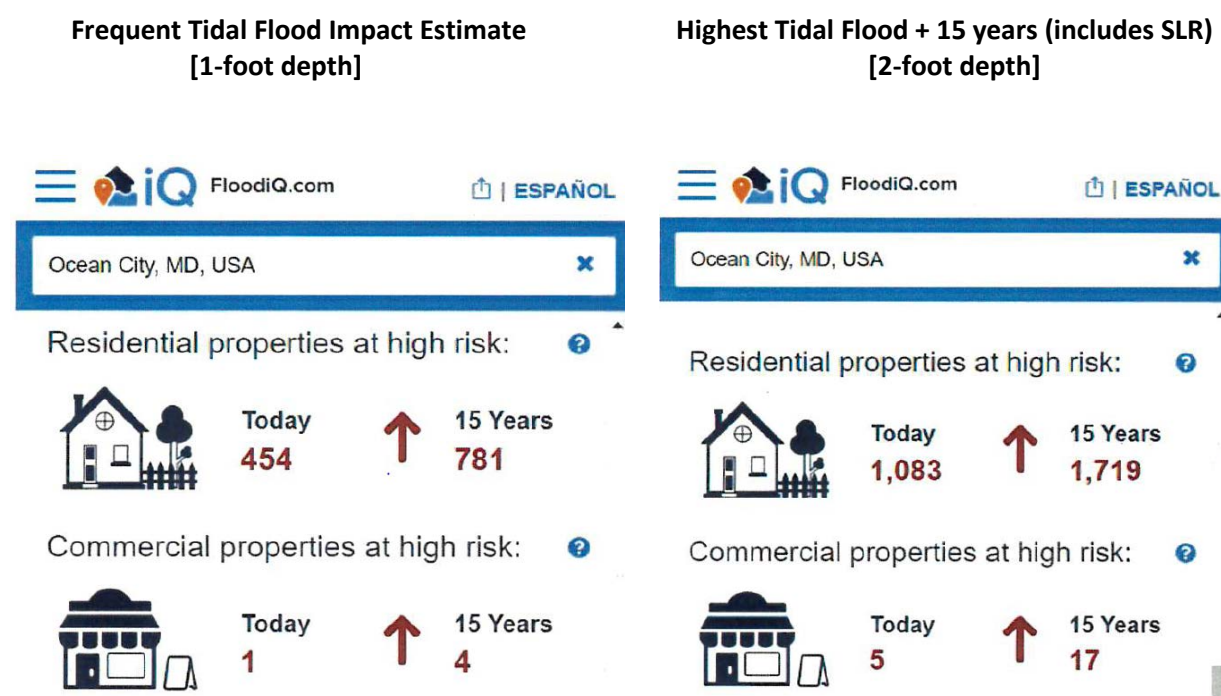 Frequent Tidal Flood Impact Estimate
[1-foot depth]
iQ FloodiQ.com | ESPAÑOL
Ocean City, MD, USA
Residential properties at high risk:
Today 15 Years
454 781
Commercial properties at high risk:
Today 15 Years
1 4
Highest Tidal Flood + 15 years (includes SLR)
[2-foot depth]
iQ FloodiQ.com | ESPAÑOL
Ocean City, MD, USA
Residential properties at high risk:
Today 15 Years
1,083 1,719
Commercial properties at high risk:
Today 15 Years
5 17